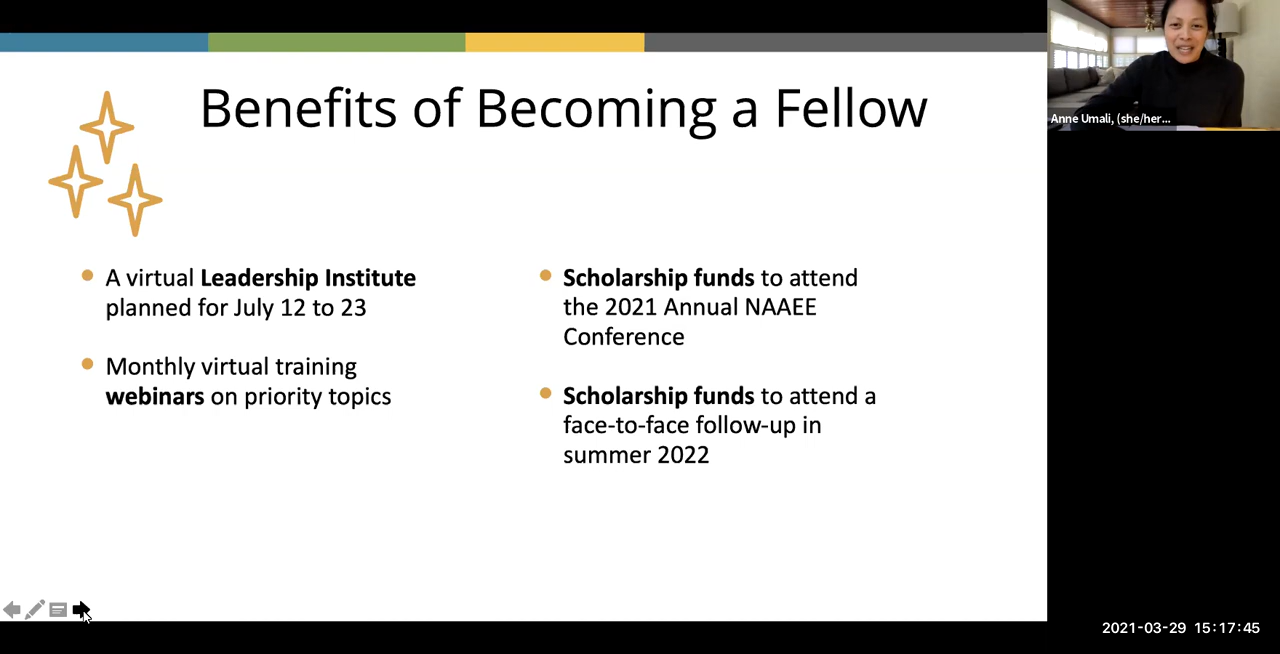 Benefits of Becoming a Fellow
A virtual Leadership Institute
planned for July 12 to 23
Monthly virtual training
webinars on priority topics
Scholarship funds to attend
the 2021 Annual NAAEE
Conference
Scholarship funds to attend a
face-to-face follow-up in
summer 2022
Anne Umali, (she/her...
2021-03-29 15:17:45